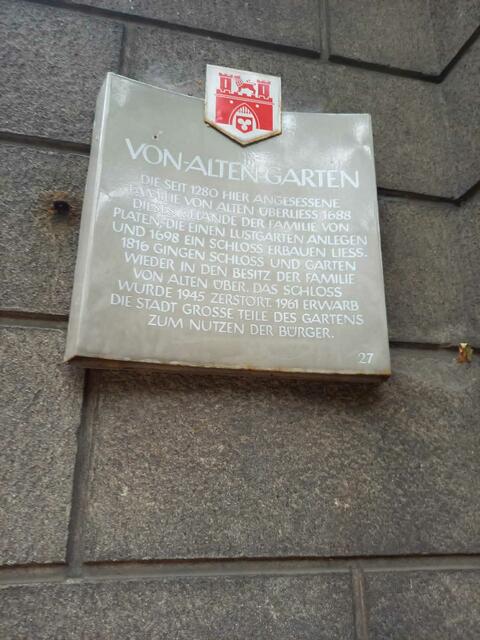 VON-ALTEN-GARTEN
DIE SEIT 1280 HIER ANGESESSENE
FAMILIE VON ALTEN ÜBERLIESS 1688
DIESES GELÄNDE DER FAMILIE VON
PLATEN, DIE EINEN LUSTGARTEN ANLEGEN
UND 1698 EIN SCHLOSS ERBAUEN LIESS.
1816 GINGEN SCHLOSS UND GARTEN
WIEDER IN DEN BESITZ DER FAMILIE
VON ALTEN ÜBER. DAS SCHLOSS
WURDE 1945 ZERSTÖRT. 1961 ERWARB
DIE STADT GROSSE TEILE DES GARTENS
ZUM NUTZEN DER BÜRGER.
27